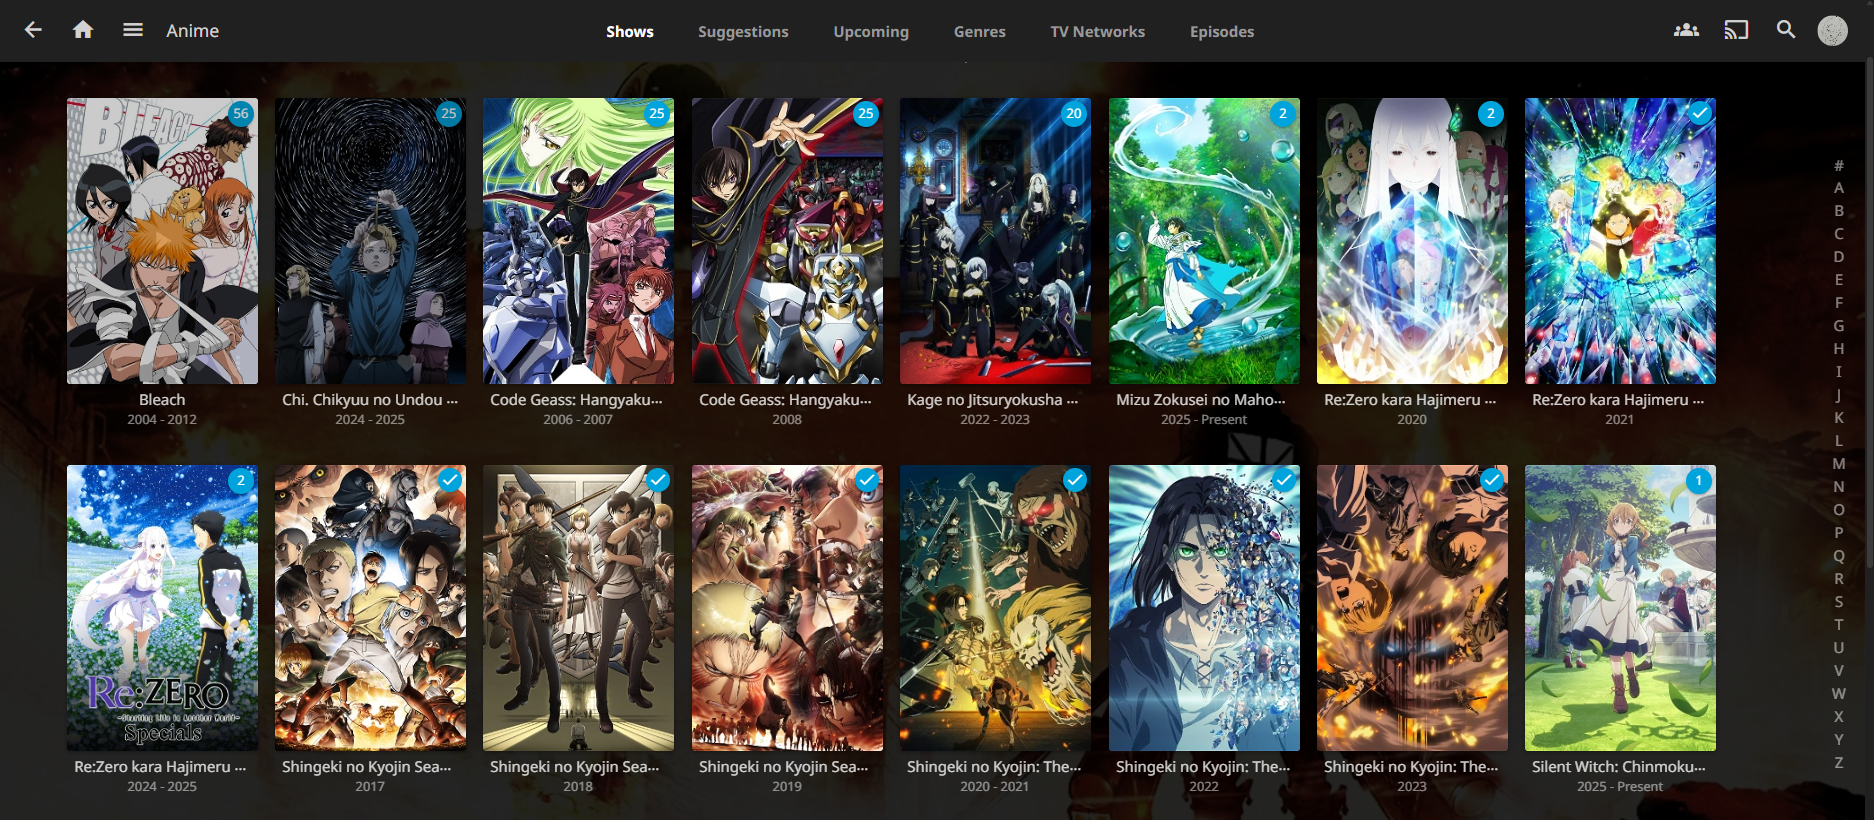 Anime
Shows
Suggestions
Upcoming
Genres
TV Networks
Episodes
BLEACH
56
25
25
25
20
2
2
Bleach
Chi. Chikyuu no Undou ...
Code Geass: Hangyaku...
Code Geass: Hangyaku...
Kage no Jitsuryokusha ...
Mizu Zokusei no Maho...
Re:Zero kara Hajimeru ...
Re:Zero kara Hajimeru ...
2004 - 2012
2024 - 2025
2006 - 2007
2008
2022 - 2023
2025 - Present
2020
2021
2
1
Re:ZERO
~Starting Life in Another World~
Specials
Re:Zero kara Hajimeru ...
Shingeki no Kyojin Sea...
Shingeki no Kyojin Sea...
Shingeki no Kyojin Sea...
Shingeki no Kyojin: The...
Shingeki no Kyojin: The...
Shingeki no Kyojin: The...
Silent Witch: Chinmoku...
2024 - 2025
2017
2018
2019
2020 - 2021
2022
2023
2025 - Present
#
A
B
C
D
E
F
G
H
I
J
K
L
M
N
O
P
Q
R
S
T
U
V
W
X
Y
Z